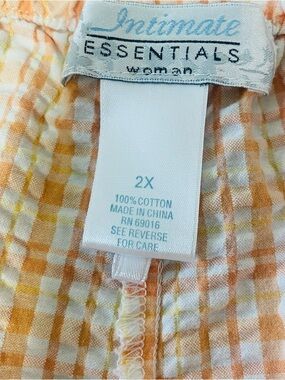 Intimate
ESSENTIALS
woman
2X
100% COTTON
MADE IN CHINA
RN 69016
SEE REVERSE
FOR CARE